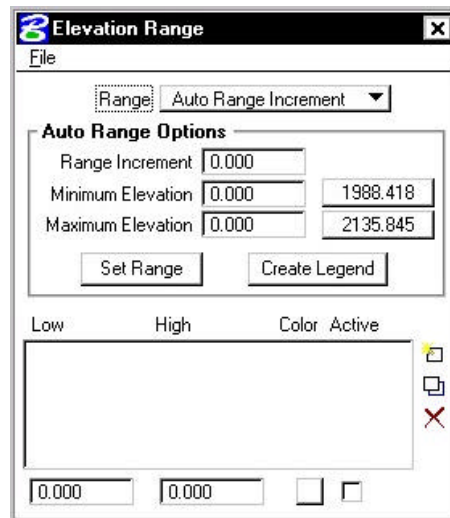 Elevation Range
File
Range Auto Range Increment
Auto Range Options
Range Increment 0.000
Minimum Elevation 0.000 1988.418
Maximum Elevation 0.000 2135.845
Set Range Create Legend
Low High Color Active
0.000 0.000